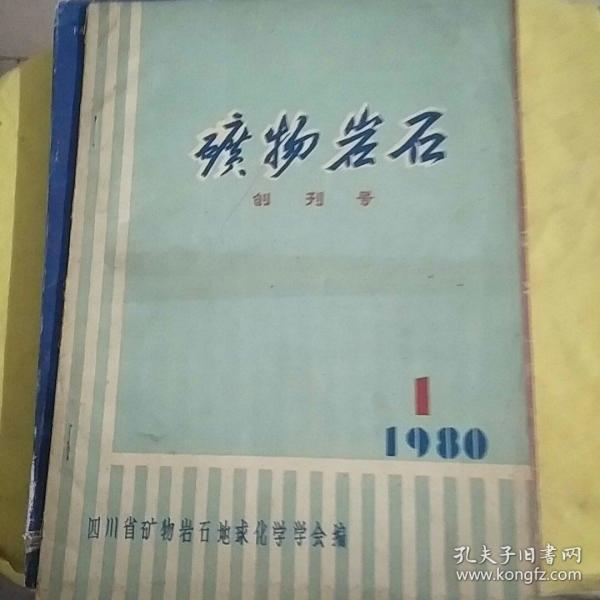 礦物岩石
创刊号
1
1980
四川省矿物岩石地球化学学会编
孔夫子旧书网
www.kongfz.com